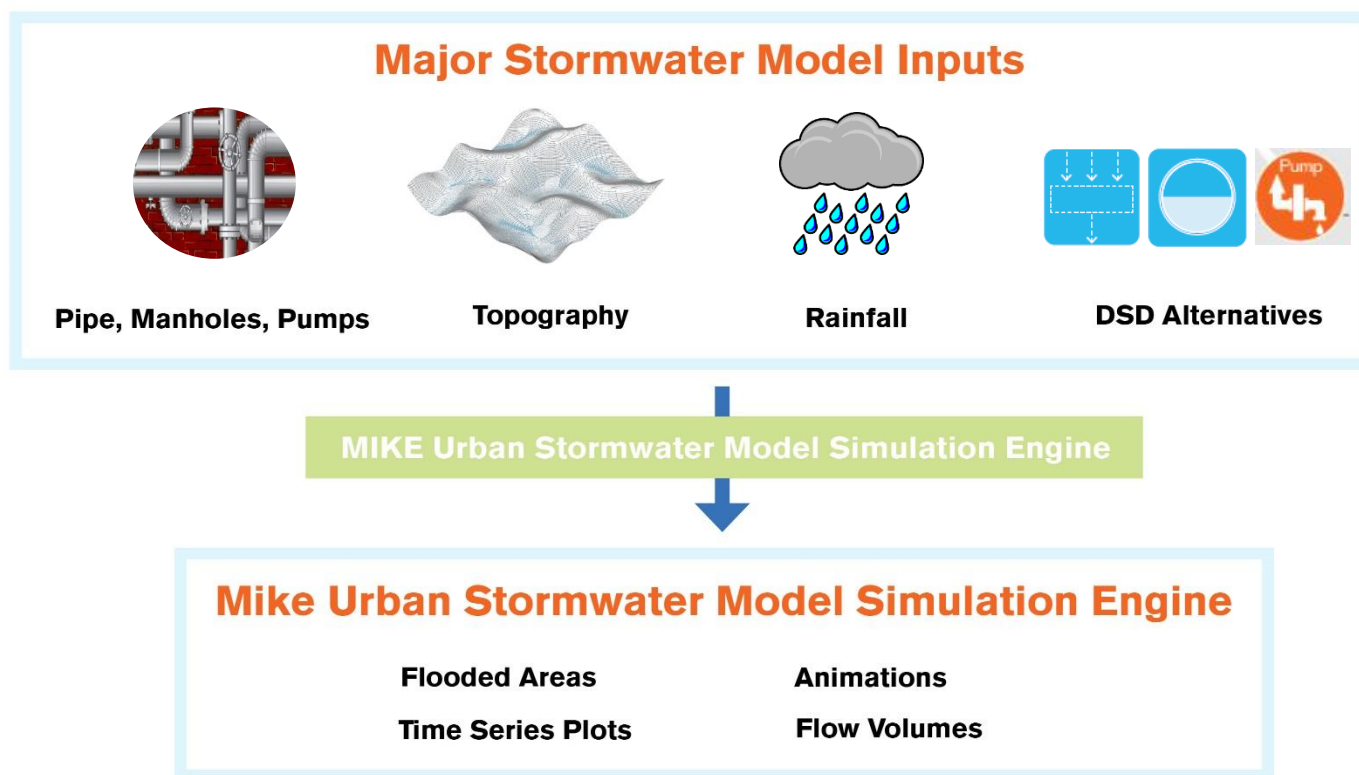 Major Stormwater Model Inputs
Pump
Pipe, Manholes, Pumps
Topography
Rainfall
DSD Alternatives
MIKE Urban Stormwater Model Simulation Engine
Mike Urban Stormwater Model Simulation Engine
Flooded Areas
Animations
Time Series Plots
Flow Volumes